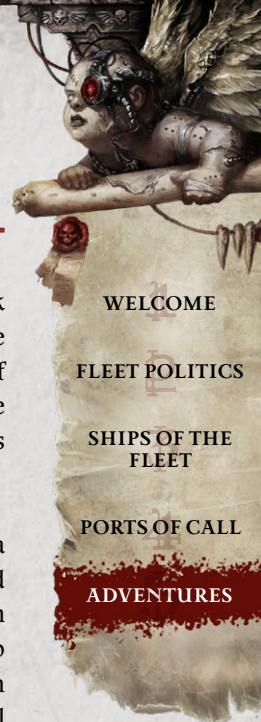 WELCOME
FLEET POLITICS
SHIPS OF THE
FLEET
PORTS OF CALL
ADVENTURES